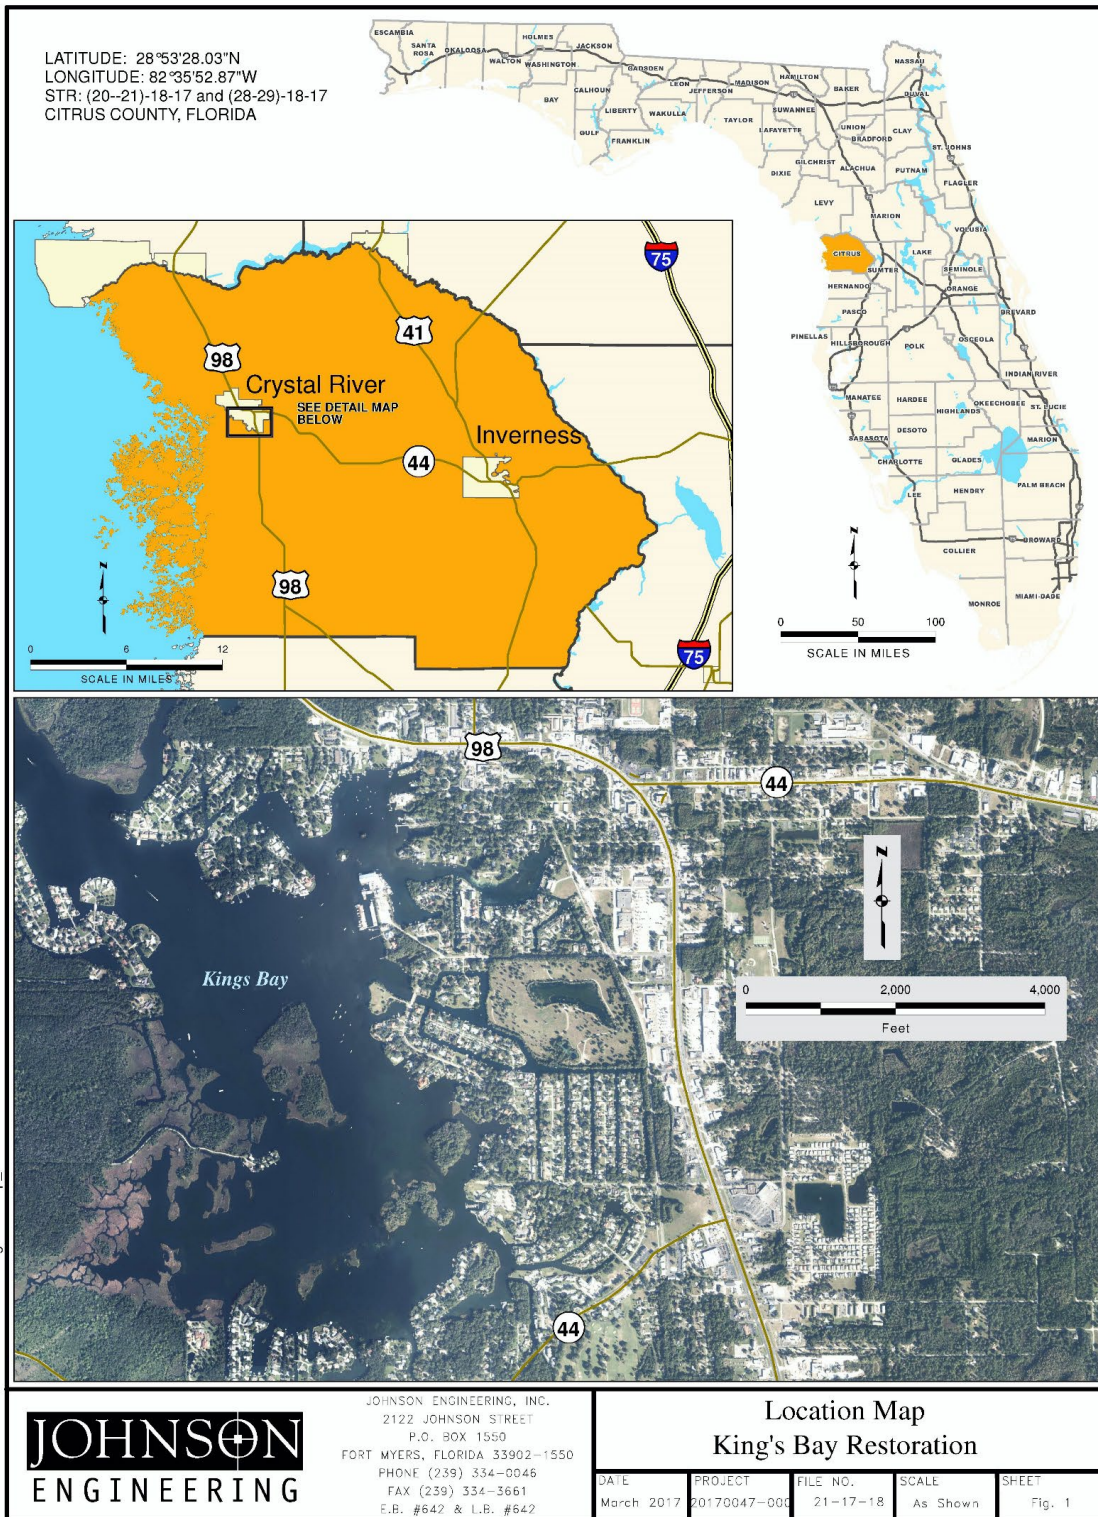 LATITUDE: 28°53'28.03"N
LONGITUDE: 82°35'52.87"W
STR: (20--21)-18-17 and (28-29)-18-17
CITRUS COUNTY, FLORIDA
ESCAMBIA
SANTA
ROSA
OKALOOSA
WALTON
HOLMES
WASHINGTON
JACKSON
BAY
CALHOUN
GULF
LIBERTY
GADSDEN
FRANKLIN
WAKULLA
LEON
JEFFERSON
MADISON
TAYLOR
HAMILTON
SUWANNEE
LAFAYETTE
DIXIE
GILCHRIST
BAKER
UNION
BRADFORD
ALACHUA
NASSAU
DUVAL
CLAY
ST. JOHNS
PUTNAM
FLAGLER
LEVY
MARION
VOLUSIA
CITRUS
SUMTER
LAKE
SEMINOLE
HERNANDO
ORANGE
PASCO
BREVARD
PINELLAS
HILLSBOROUGH
POLK
OSCEOLA
INDIAN RIVER
MANATEE
HARDEE
HIGHLANDS
OKEECHOBEE
ST. LUCIE
SARASOTA
DESOTO
MARION
CHARLOTTE
GLADES
LEE
HENDRY
PALM BEACH
COLLIER
BROWARD
MONROE
MIAMI-DADE
N
0 50 100
SCALE IN MILES
75
41
98
Crystal River
SEE DETAIL MAP
BELOW
Inverness
44
98
75
N
0 6 12
SCALE IN MILES
98
44
N
Kings Bay
0 2,000 4,000
Feet
44
JOHNSON
ENGINEERING
JOHNSON ENGINEERING, INC.
2122 JOHNSON STREET
P.O. BOX 1550
FORT MYERS, FLORIDA 33902-1550
PHONE (239) 334-0046
FAX (239) 334-3661
E.B. #642 & L.B. #642
Location Map
King's Bay Restoration
DATE
March 2017
PROJECT
20170047-000
FILE NO.
21-17-18
SCALE
As Shown
SHEET
Fig. 1